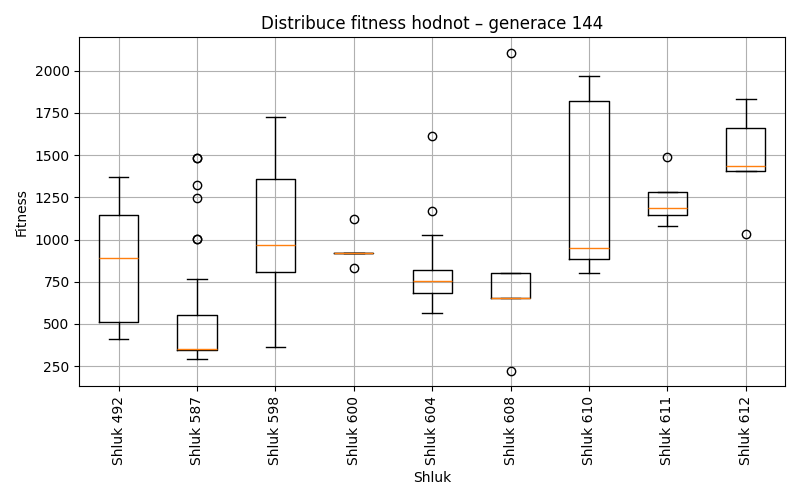 Distribuce fitness hodnot – generace 144
Fitness
2000
1750
1500
1250
1000
750
500
250
Shluk 492
Shluk 587
Shluk 598
Shluk 600
Shluk 604
Shluk 608
Shluk 610
Shluk 611
Shluk 612
Shluk